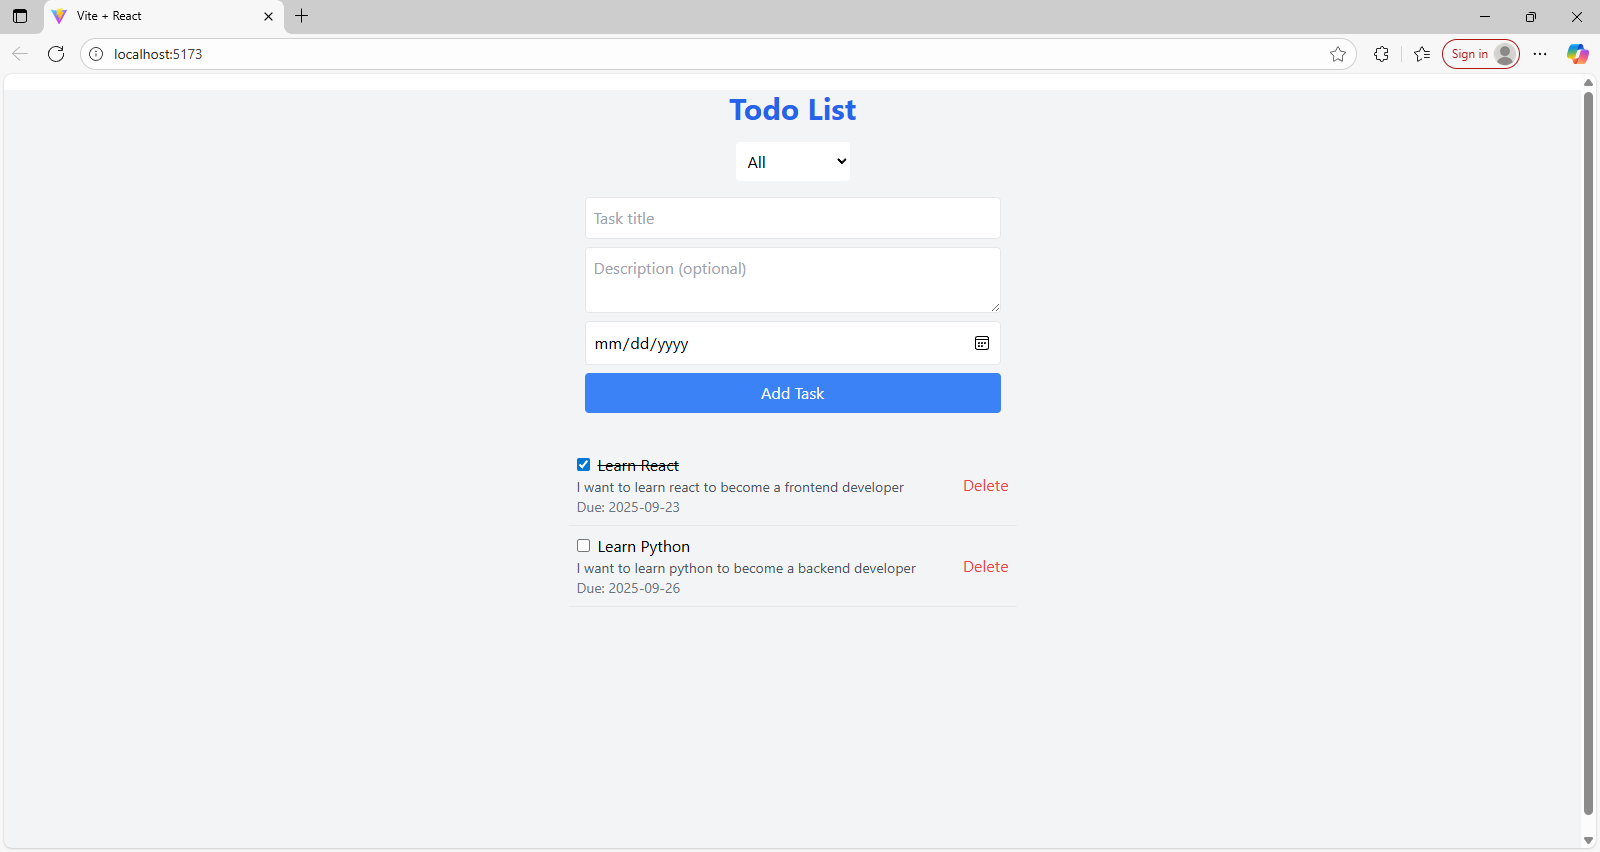 Vite + React
localhost:5173
Sign in
Todo List
All
Task title
Description (optional)
mm/dd/yyyy
Add Task
Learn React
I want to learn react to become a frontend developer
Due: 2025-09-23
Delete
Learn Python
I want to learn python to become a backend developer
Due: 2025-09-26
Delete